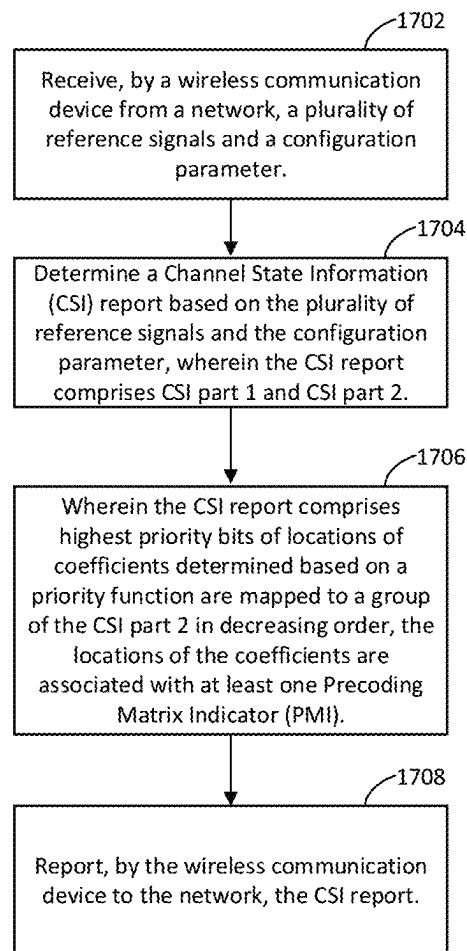 1702
Receive, by a wireless communication
device from a network, a plurality of
reference signals and a configuration
parameter.
1704
Determine a Channel State Information
(CSI) report based on the plurality of
reference signals and the configuration
parameter, wherein the CSI report
comprises CSI part 1 and CSI part 2.
1706
Wherein the CSI report comprises
highest priority bits of locations of
coefficients determined based on a
priority function are mapped to a group
of the CSI part 2 in decreasing order, the
locations of the coefficients are
associated with at least one Precoding
Matrix Indicator (PMI).
1708
Report, by the wireless communication
device to the network, the CSI report.